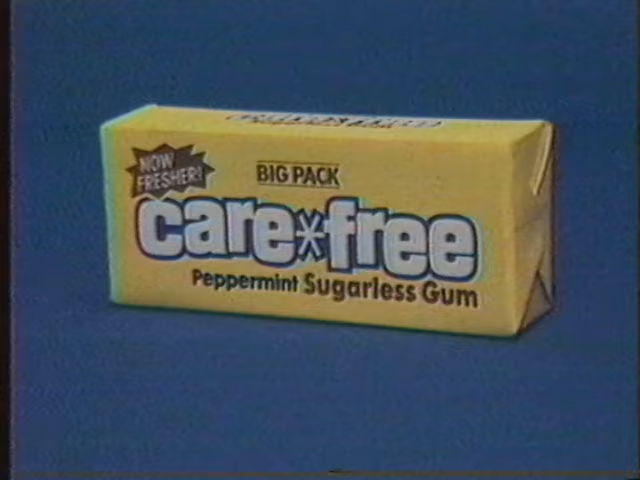 NOW
FRESHER!
BIG PACK
care*free
Peppermint Sugarless Gum